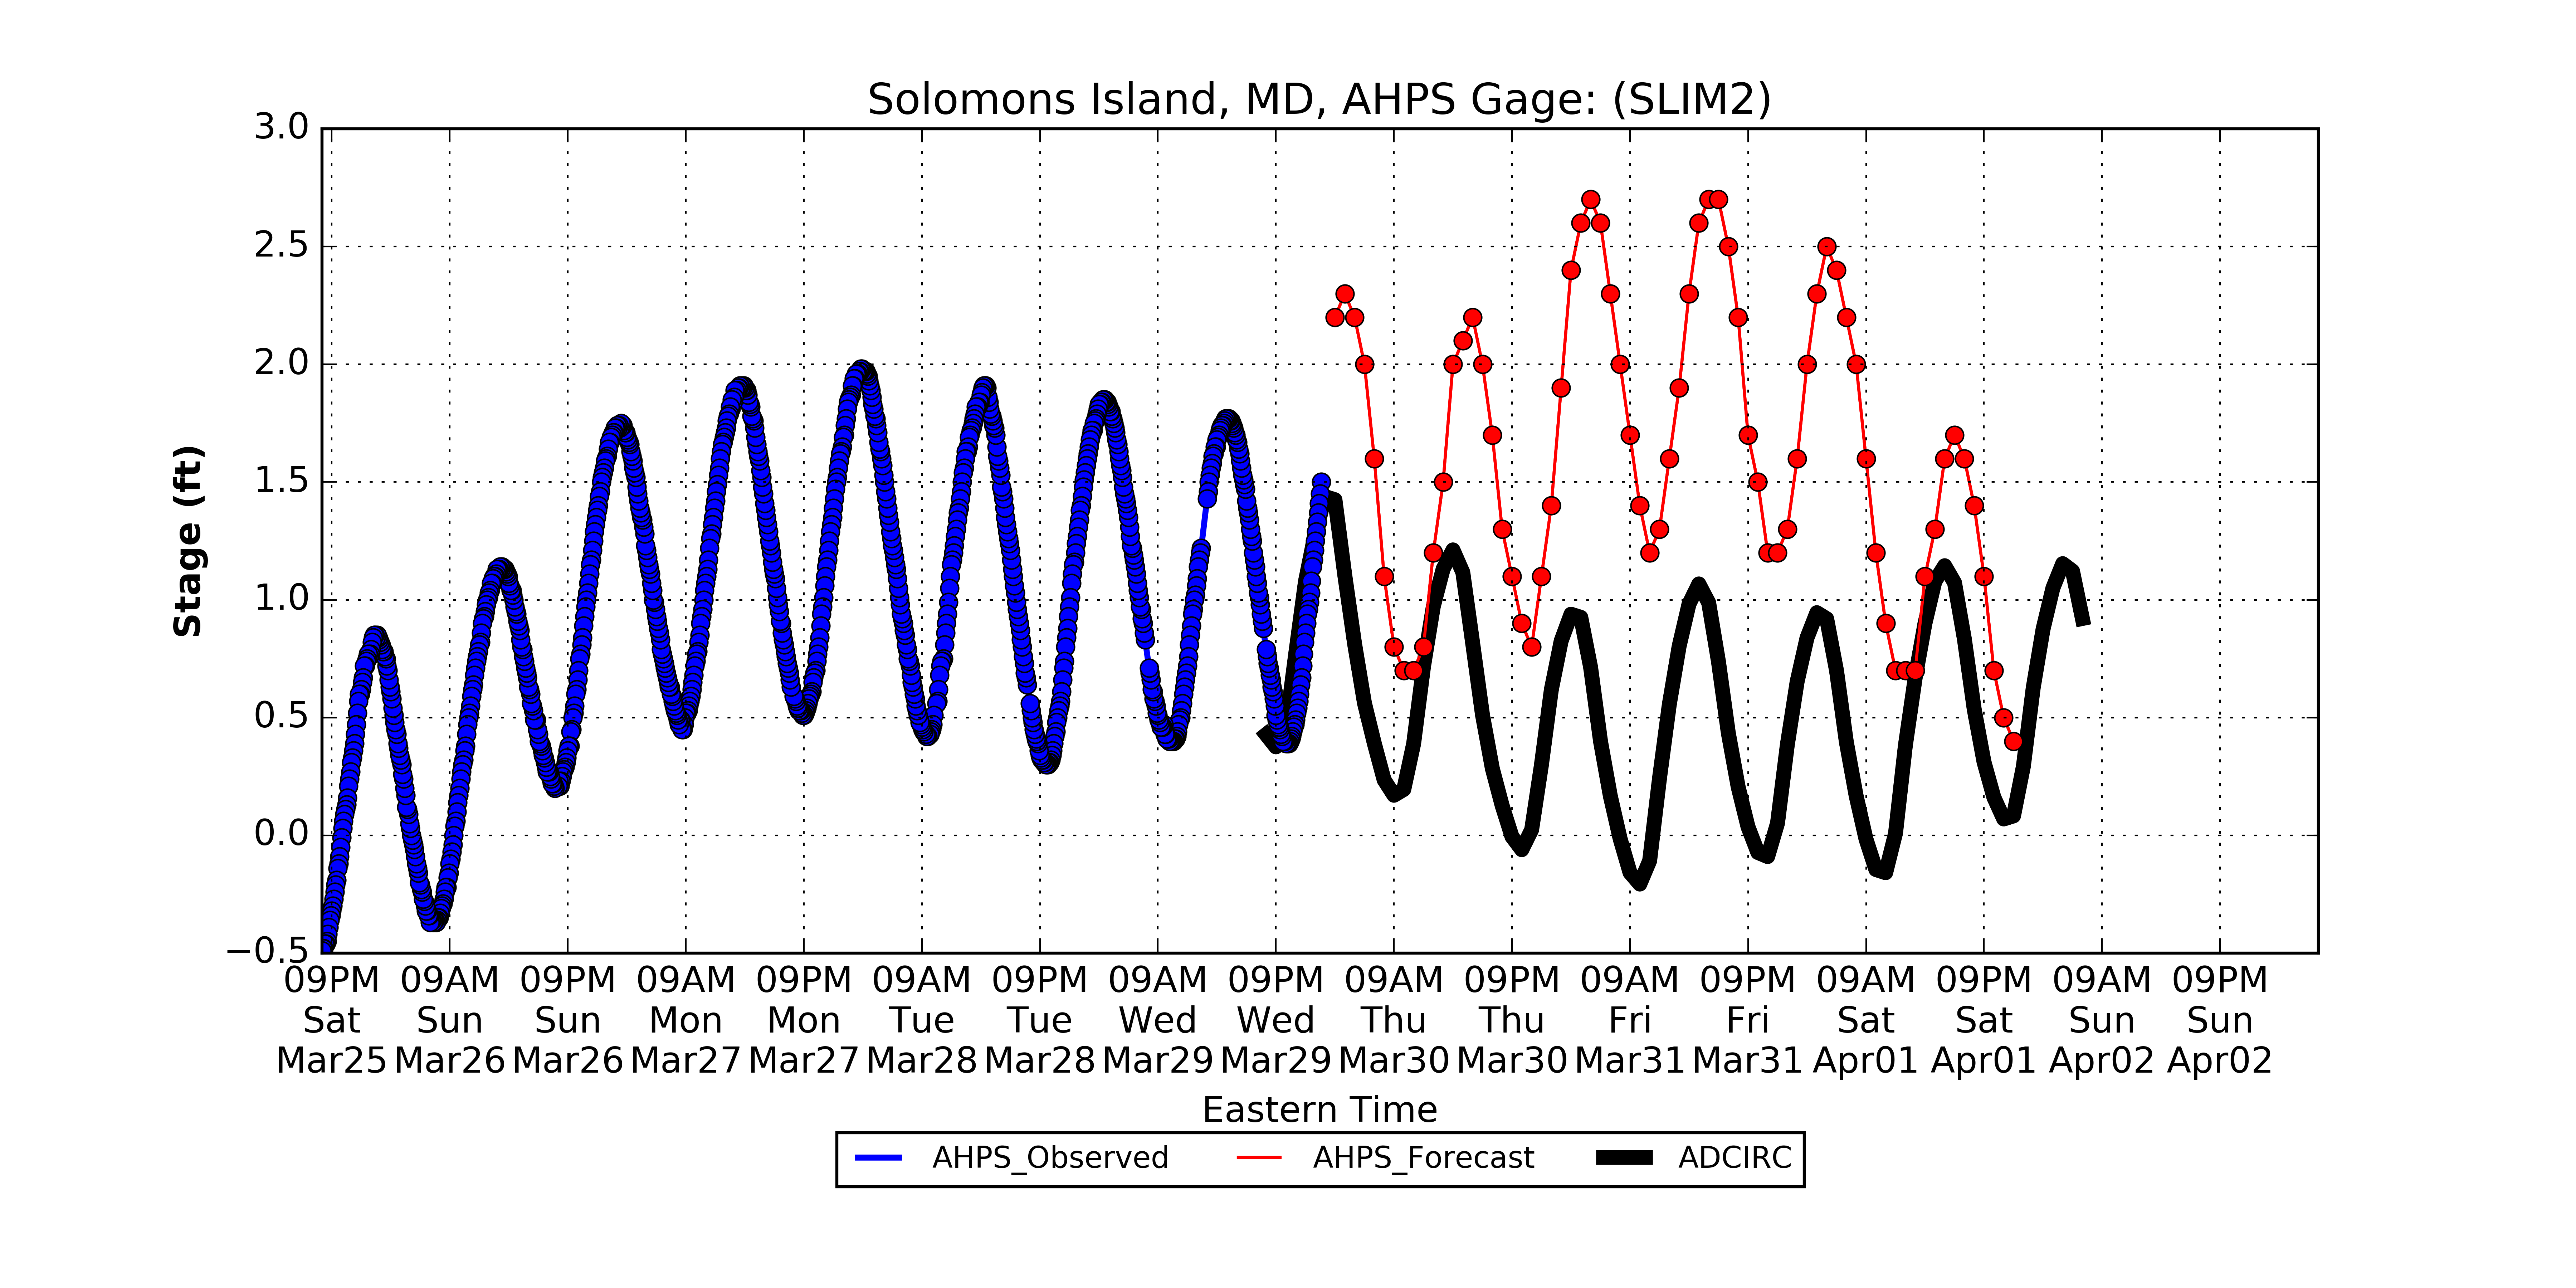 Solomons Island, MD, AHPS Gage: (SLIM2)
Stage (ft)
3.0
2.5
2.0
1.5
1.0
0.5
0.0
−0.5
09PM 09AM 09PM 09AM 09PM 09AM 09PM 09AM 09PM 09AM 09PM 09AM 09PM 09AM 09PM 09AM 09PM
Sat Sun Sun Mon Mon Tue Tue Wed Wed Thu Thu Fri Fri Sat Sat Sun Sun
Mar25 Mar26 Mar26 Mar27 Mar27 Mar28 Mar28 Mar29 Mar29 Mar30 Mar30 Mar31 Mar31 Apr01 Apr01 Apr02 Apr02
Eastern Time
AHPS_Observed AHPS_Forecast ADCIRC